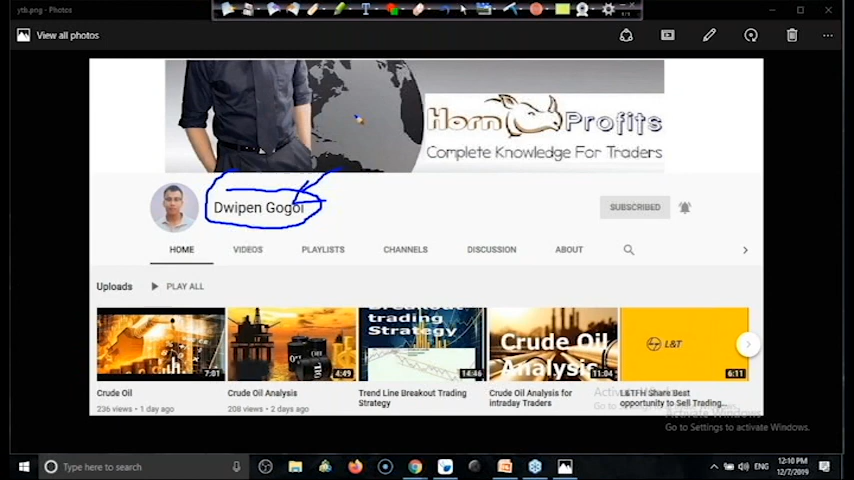 ytb.png - Photos
View all photos
Horn Profits
Complete Knowledge For Traders
Dwipen Gogoi
SUBSCRIBED
HOME VIDEOS PLAYLISTS CHANNELS DISCUSSION ABOUT
Uploads PLAY ALL
7:01
4:49
Breakout
trading
Strategy
14:46
Crude Oil
Analysis
11:04
L&T
6:11
Crude Oil
236 views • 1 day ago
Crude Oil Analysis
208 views • 2 days ago
Trend Line Breakout Trading
Strategy
Crude Oil Analysis for
intraday Traders
L&TFH Share Best
opportunity to Sell Trading...
Activate Windows
Go to Settings to activate Windows.
Type here to search
ENG
12:10 PM
12/7/2019